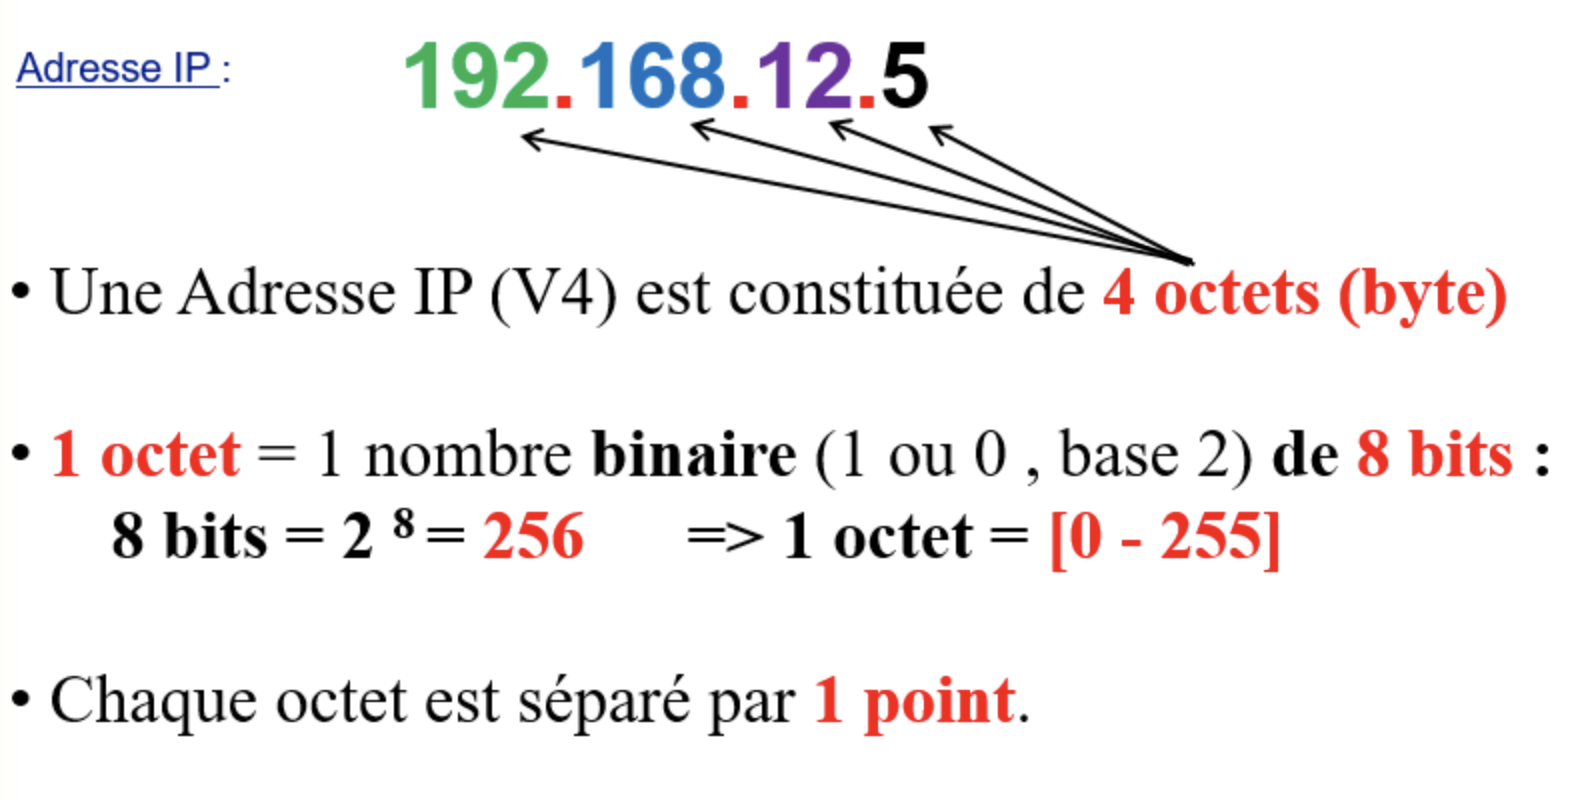 Adresse IP :
192.168.12.5
• Une Adresse IP (V4) est constituée de 4 octets (byte)
• 1 octet = 1 nombre binaire (1 ou 0 , base 2) de 8 bits :
8 bits = 2 ⁸ = 256 => 1 octet = [0 - 255]
• Chaque octet est séparé par 1 point.